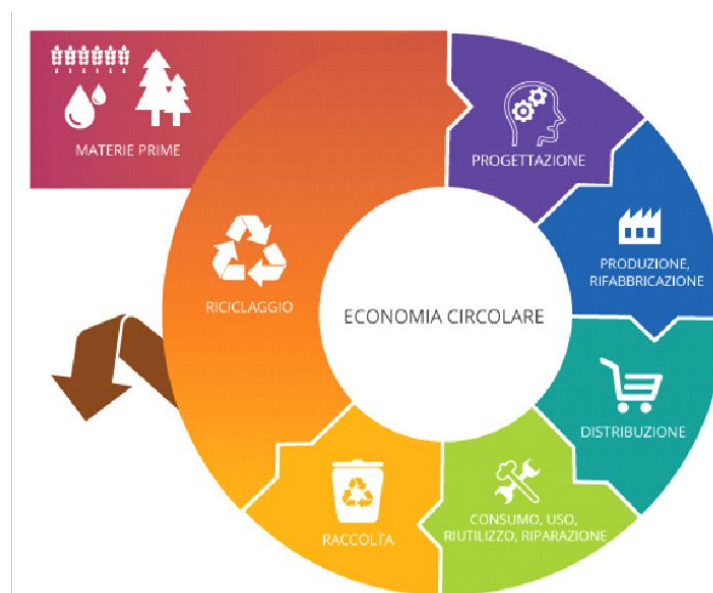 MATERIE PRIME
PROGETTAZIONE
PRODUZIONE,
RIFABBRICAZIONE
DISTRIBUZIONE
CONSUMO, USO,
RIUTILIZZO, RIPARAZIONE
RACCOLTA
RICICLAGGIO
ECONOMIA CIRCOLARE